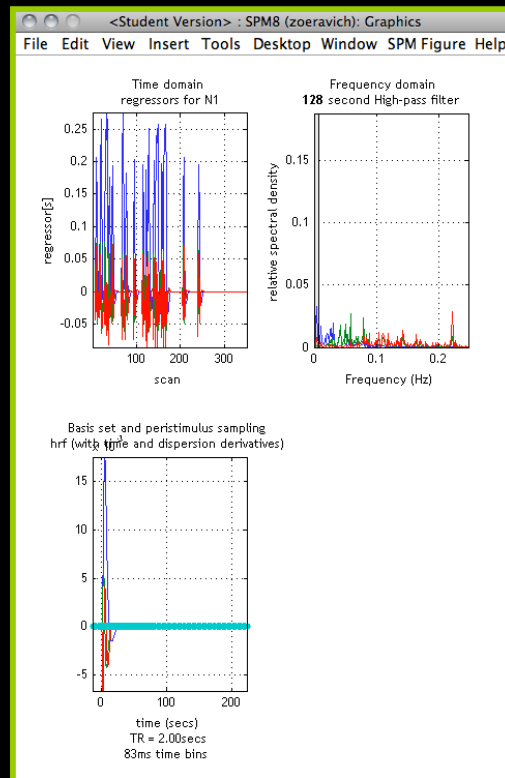 <Student Version> : SPM8 (zoeravich): Graphics
File Edit View Insert Tools Desktop Window SPM Figure Help
Time domain
regressors for N1
0.25
0.2
0.15
0.1
0.05
0
-0.05
regressor[s]
100 200 300
scan
Frequency domain
128 second High-pass filter
0.15
0.1
0.05
0
relative spectral density
0 0.1 0.2
Frequency (Hz)
Basis set and peristimulus sampling
hrf (with time and dispersion derivatives)
15
10
5
0
-5
0 100 200
time (secs)
TR = 2.00secs
83ms time bins